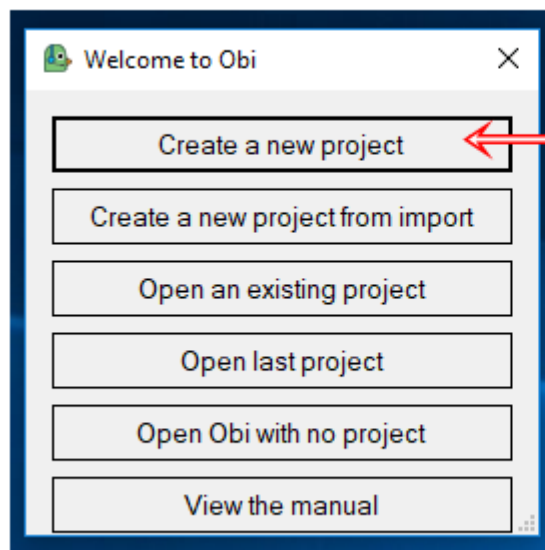 Welcome to Obi
Create a new project
Create a new project from import
Open an existing project
Open last project
Open Obi with no project
View the manual